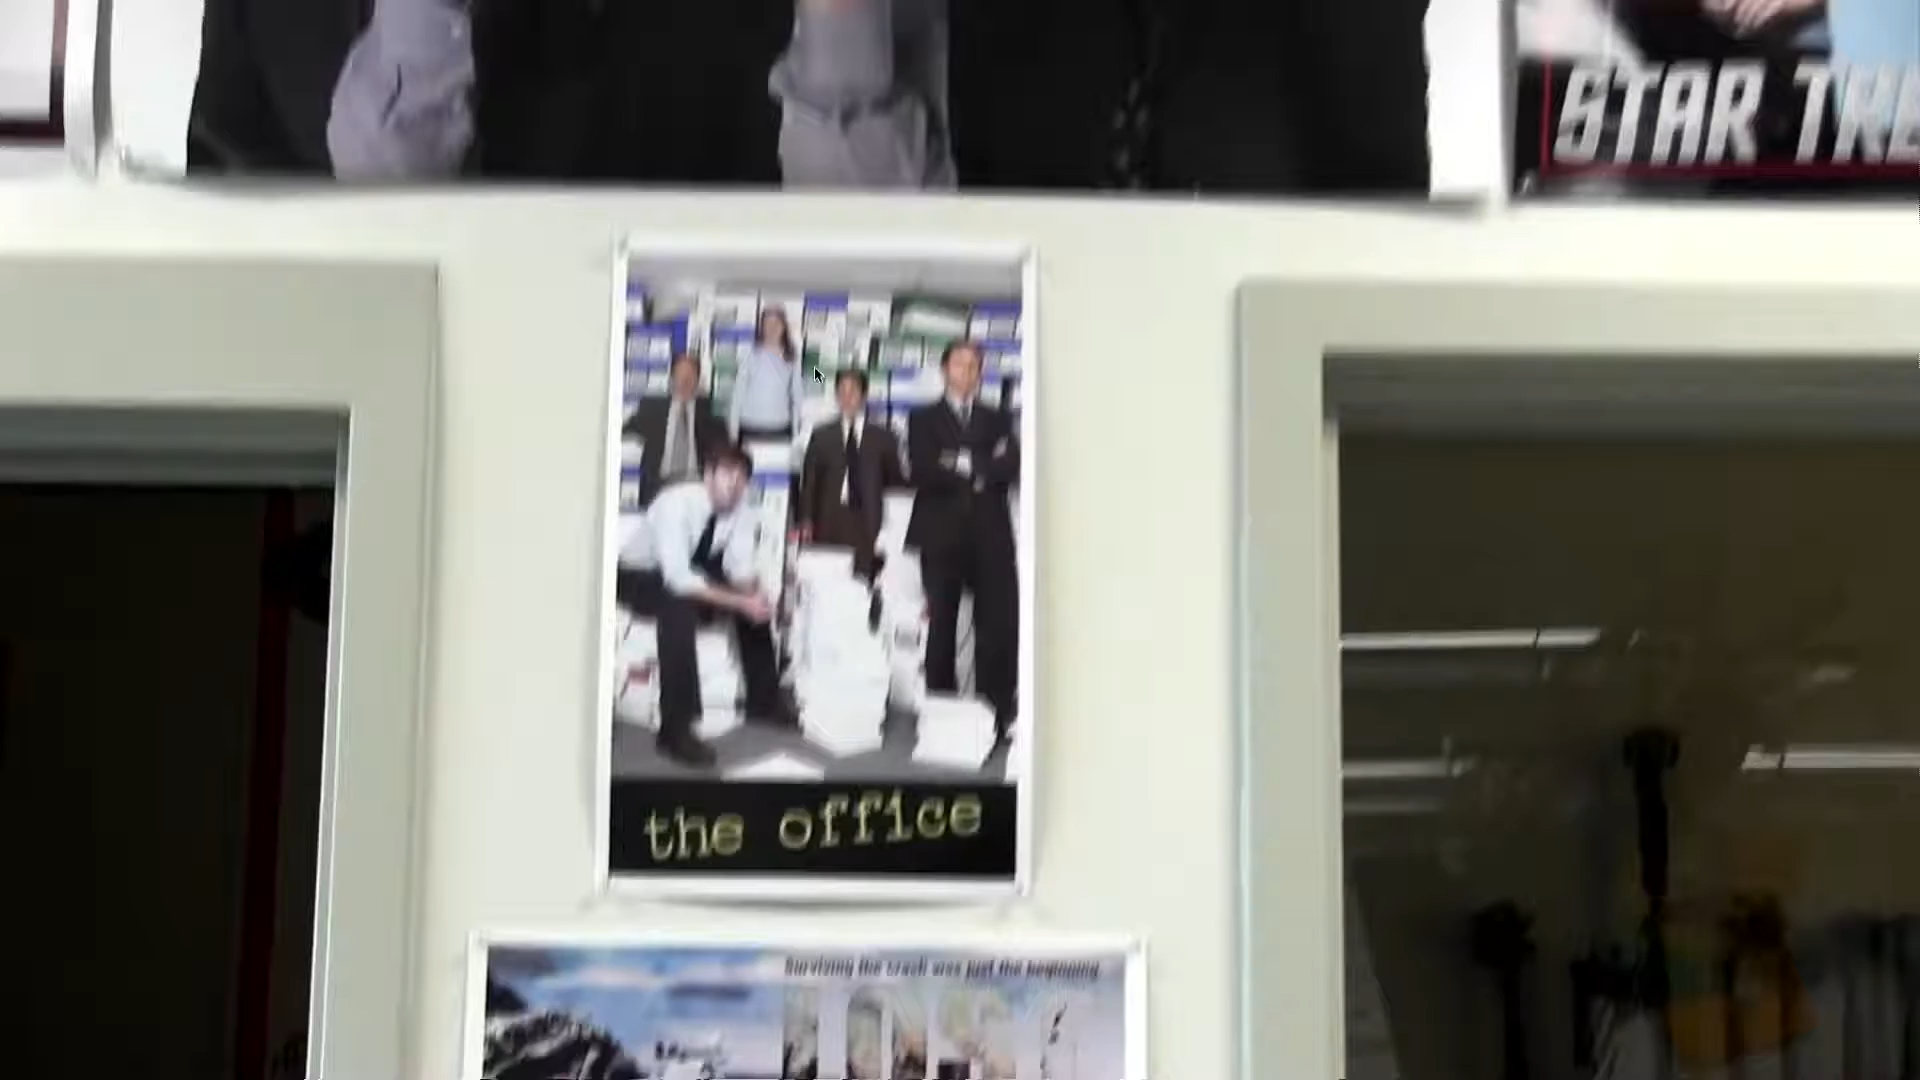 STAR TRE
the office
Surviving the crash was just the beginning